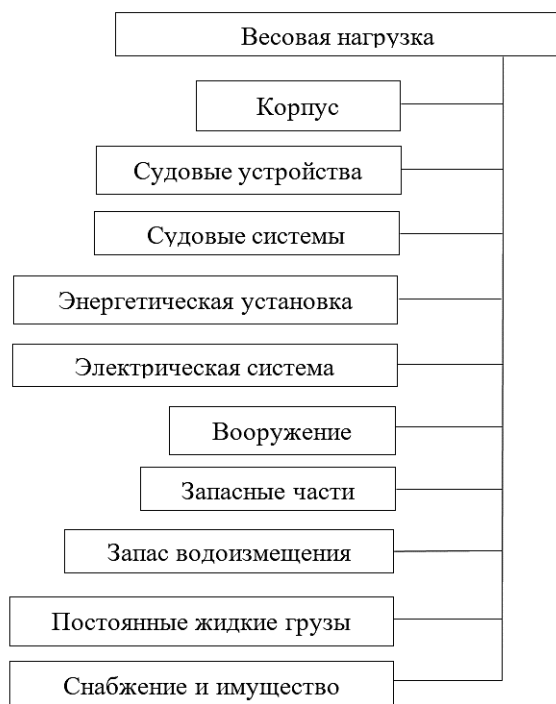 Весовая нагрузка
Корпус
Судовые устройства
Судовые системы
Энергетическая установка
Электрическая система
Вооружение
Запасные части
Запас водоизмещения
Постоянные жидкие грузы
Снабжение и имущество